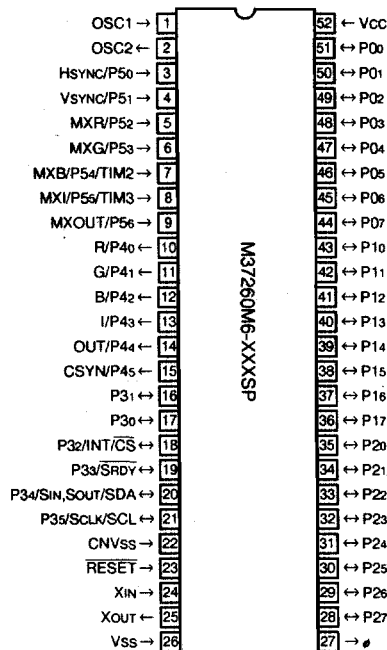 OSC1→ 1 52 ←VCC
OSC2← 2 51 ↔P00
HSYNC/P50→ 3 50 ↔P01
VSYNC/P51→ 4 49 ↔P02
MXR/P52→ 5 48 ↔P03
MXG/P53→ 6 47 ↔P04
MXB/P54/TIM2→ 7 46 ↔P05
MXI/P55/TIM3→ 8 45 ↔P06
MXOUT/P56→ 9 44 ↔P07
R/P40← 10 43 ↔P10
G/P41← 11 42 ↔P11
B/P42← 12 41 ↔P12
I/P43← 13 40 ↔P13
OUT/P44← 14 39 ↔P14
CSYN/P45← 15 38 ↔P15
P31↔ 16 37 ↔P16
P30↔ 17 36 ↔P17
P32/INT/C̅S̅↔ 18 35 ↔P20
P33/S̅R̅D̅Y̅↔ 19 34 ↔P21
P34/SIN,SOUT/SDA↔ 20 33 ↔P22
P35/SCLK/SCL↔ 21 32 ↔P23
CNVSS→ 22 31 ↔P24
R̅E̅S̅E̅T̅→ 23 30 ↔P25
XIN→ 24 29 ↔P26
XOUT← 25 28 ↔P27
VSS→ 26 27 →ø
M37260M6-XXXSP